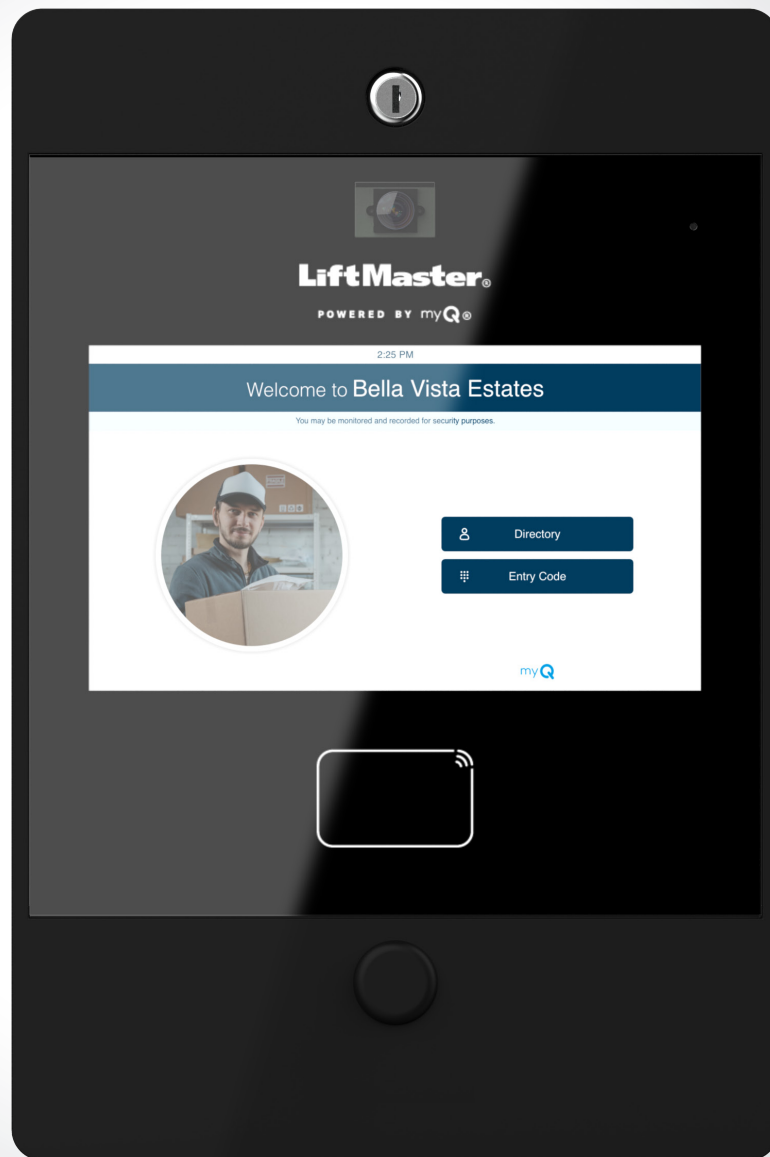 LiftMaster®
POWERED BY myQ®
2:25 PM
Welcome to Bella Vista Estates
You may be monitored and recorded for security purposes.
Directory
Entry Code
myQ